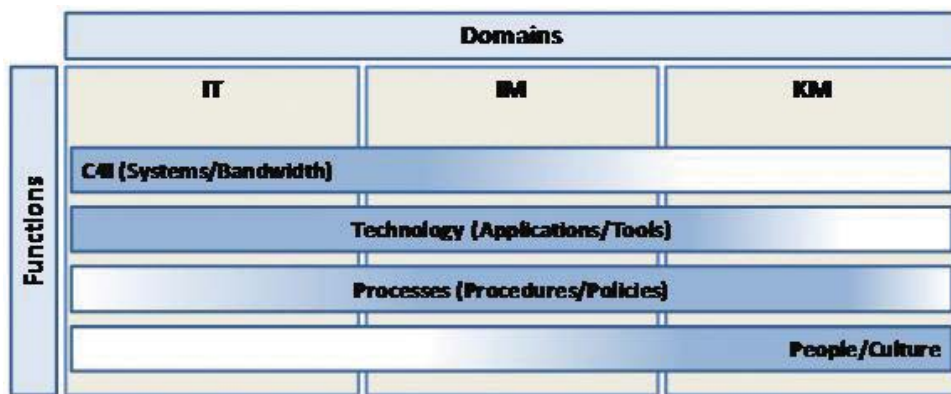 Domains
Functions
IT
IM
KM
C4I (Systems/Bandwidth)
Technology (Applications/Tools)
Processes (Procedures/Policies)
People/Culture